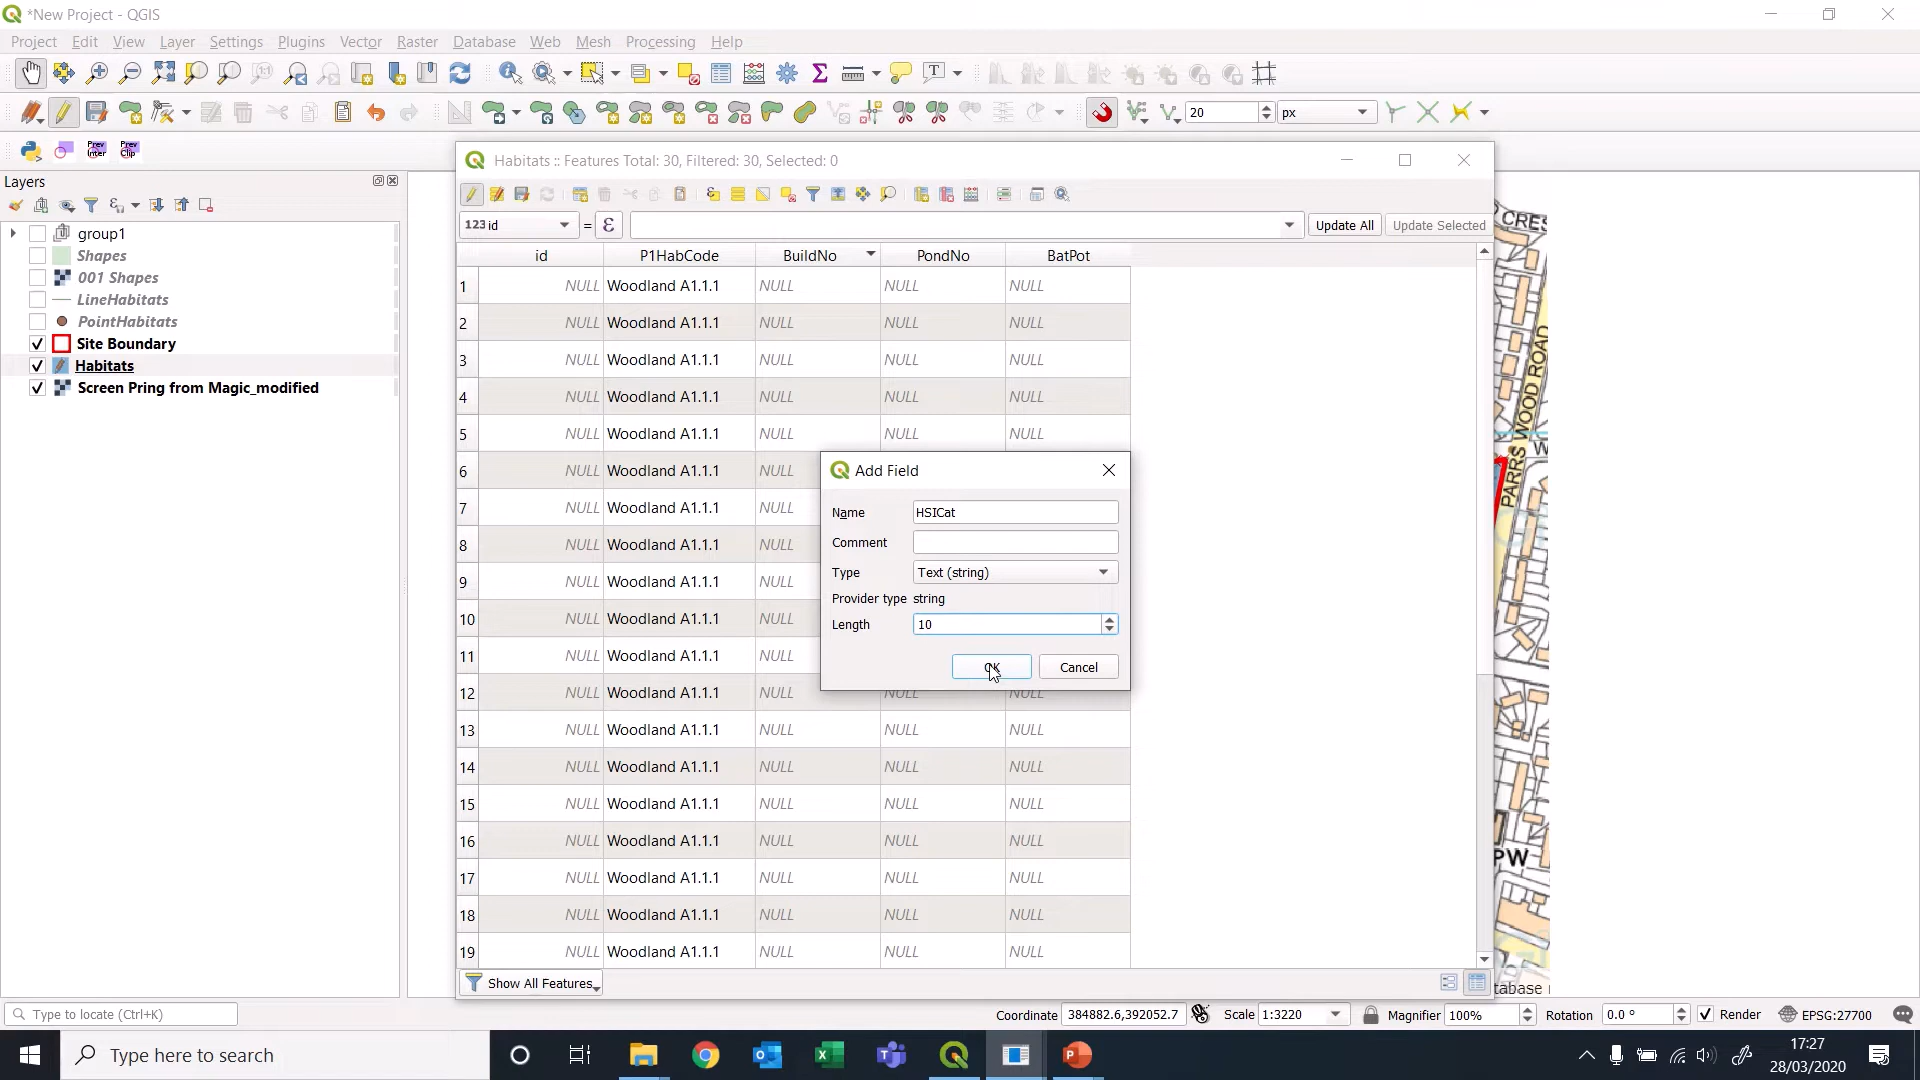 *New Project - QGIS
Project Edit View Layer Settings Plugins Vector Raster Database Web Mesh Processing Help
20 px
Prev Inter Prev Clip
Layers
group1
Shapes
001 Shapes
LineHabitats
PointHabitats
Site Boundary
Habitats
Screen Pring from Magic_modified
Habitats :: Features Total: 30, Filtered: 30, Selected: 0
123 id = ε Update All Update Selected
id P1HabCode BuildNo PondNo BatPot
1 NULL Woodland A1.1.1 NULL NULL NULL
2 NULL Woodland A1.1.1 NULL NULL NULL
3 NULL Woodland A1.1.1 NULL NULL NULL
4 NULL Woodland A1.1.1 NULL NULL NULL
5 NULL Woodland A1.1.1 NULL NULL NULL
6 NULL Woodland A1.1.1 NULL
7 NULL Woodland A1.1.1 NULL
8 NULL Woodland A1.1.1 NULL
9 NULL Woodland A1.1.1 NULL
10 NULL Woodland A1.1.1 NULL
11 NULL Woodland A1.1.1 NULL
12 NULL Woodland A1.1.1 NULL NULL NULL
13 NULL Woodland A1.1.1 NULL NULL NULL
14 NULL Woodland A1.1.1 NULL NULL NULL
15 NULL Woodland A1.1.1 NULL NULL NULL
16 NULL Woodland A1.1.1 NULL NULL NULL
17 NULL Woodland A1.1.1 NULL NULL NULL
18 NULL Woodland A1.1.1 NULL NULL NULL
19 NULL Woodland A1.1.1 NULL NULL NULL
Show All Features
Add Field
Name HSICat
Comment
Type Text (string)
Provider type string
Length 10
OK Cancel
CRES
PARRS WOOD ROAD
W
PW
tabase
Type to locate (Ctrl+K)
Coordinate 384882.6,392052.7 Scale 1:3220 Magnifier 100% Rotation 0.0 ° Render EPSG:27700
Type here to search
17:27
28/03/2020